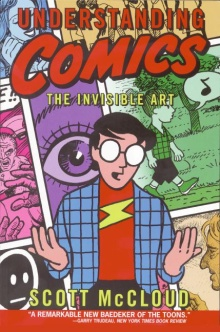 UNDERSTANDING
COMICS
THE INVISIBLE ART
SCOTT McCLOUD
"A REMARKABLE NEW BAEDEKER OF THE TOONS."
—GARRY TRUDEAU, NEW YORK TIMES BOOK REVIEW